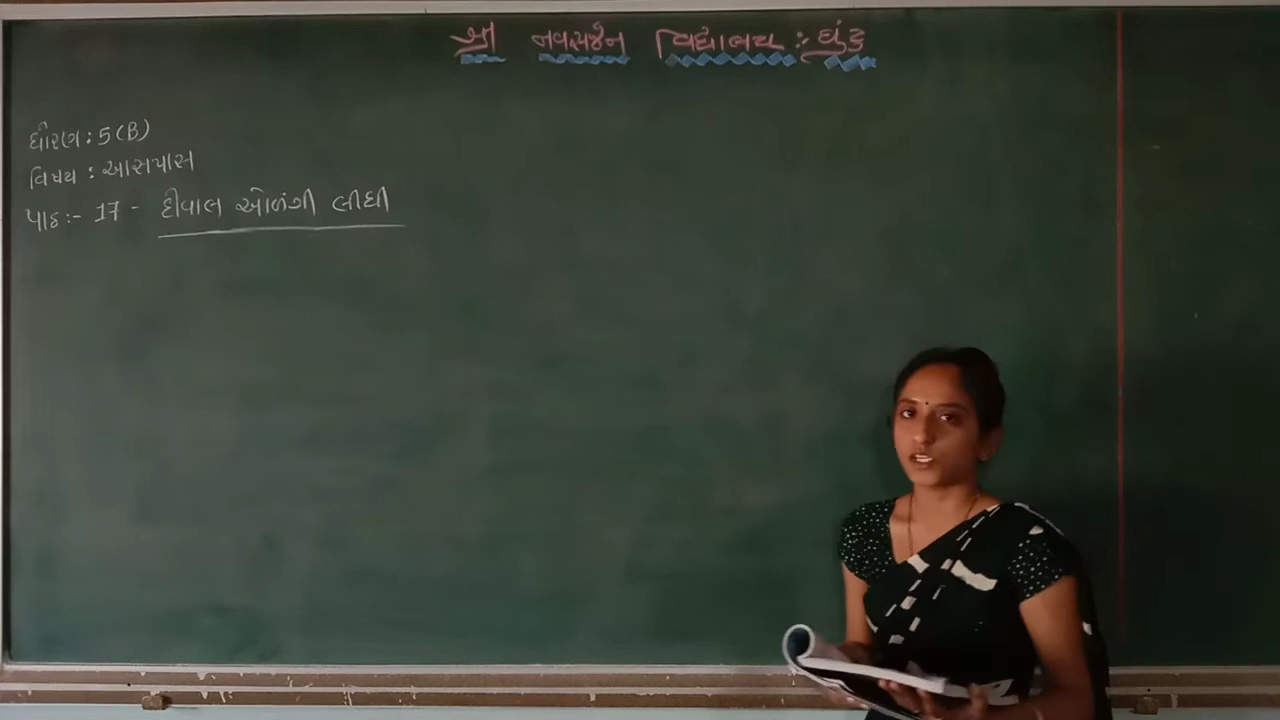 શ્રી નવસર્જન વિદ્યાલય : ઘુંટુ
ધોરણ : 5 (B)
વિષય : આસપાસ
પાઠ :- 17 - દીવાલ ઓળંગી લીધી